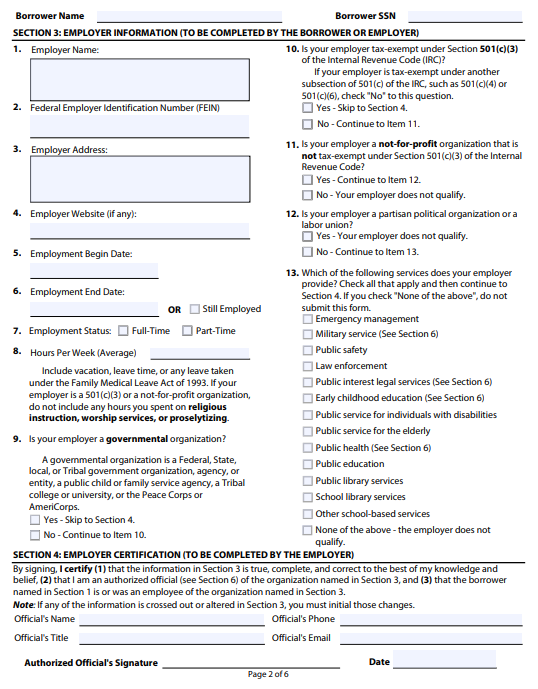 Borrower Name
Borrower SSN
SECTION 3: EMPLOYER INFORMATION (TO BE COMPLETED BY THE BORROWER OR EMPLOYER)
1. Employer Name:
2. Federal Employer Identification Number (FEIN)
3. Employer Address:
4. Employer Website (if any):
5. Employment Begin Date:
6. Employment End Date:
OR Still Employed
7. Employment Status: Full-Time Part-Time
8. Hours Per Week (Average)
Include vacation, leave time, or any leave taken
under the Family Medical Leave Act of 1993. If your
employer is a 501(c)(3) or a not-for-profit organization,
do not include any hours you spent on religious
instruction, worship services, or proselytizing.
9. Is your employer a governmental organization?
A governmental organization is a Federal, State,
local, or Tribal government organization, agency, or
entity, a public child or family service agency, a Tribal
college or university, or the Peace Corps or
AmeriCorps.
Yes - Skip to Section 4.
No - Continue to Item 10.
10. Is your employer tax-exempt under Section 501(c)(3)
of the Internal Revenue Code (IRC)?
If your employer is tax-exempt under another
subsection of 501(c) of the IRC, such as 501(c)(4) or
501(c)(6), check "No" to this question.
Yes - Skip to Section 4.
No - Continue to Item 11.
11. Is your employer a not-for-profit organization that is
not tax-exempt under Section 501(c)(3) of the Internal
Revenue Code?
Yes - Continue to Item 12.
No - Your employer does not qualify.
12. Is your employer a partisan political organization or a
labor union?
Yes - Your employer does not qualify.
No - Continue to Item 13.
13. Which of the following services does your employer
provide? Check all that apply and then continue to
Section 4. If you check "None of the above", do not
submit this form.
Emergency management
Military service (See Section 6)
Public safety
Law enforcement
Public interest legal services (See Section 6)
Early childhood education (See Section 6)
Public service for individuals with disabilities
Public service for the elderly
Public health (See Section 6)
Public education
Public library services
School library services
Other school-based services
None of the above - the employer does not
qualify.
SECTION 4: EMPLOYER CERTIFICATION (TO BE COMPLETED BY THE EMPLOYER)
By signing, I certify (1) that the information in Section 3 is true, complete, and correct to the best of my knowledge and
belief, (2) that I am an authorized official (see Section 6) of the organization named in Section 3, and (3) that the borrower
named in Section 1 is or was an employee of the organization named in Section 3.
Note: If any of the information is crossed out or altered in Section 3, you must initial those changes.
Official's Name
Official's Phone
Official's Title
Official's Email
Authorized Official's Signature
Date
Page 2 of 6